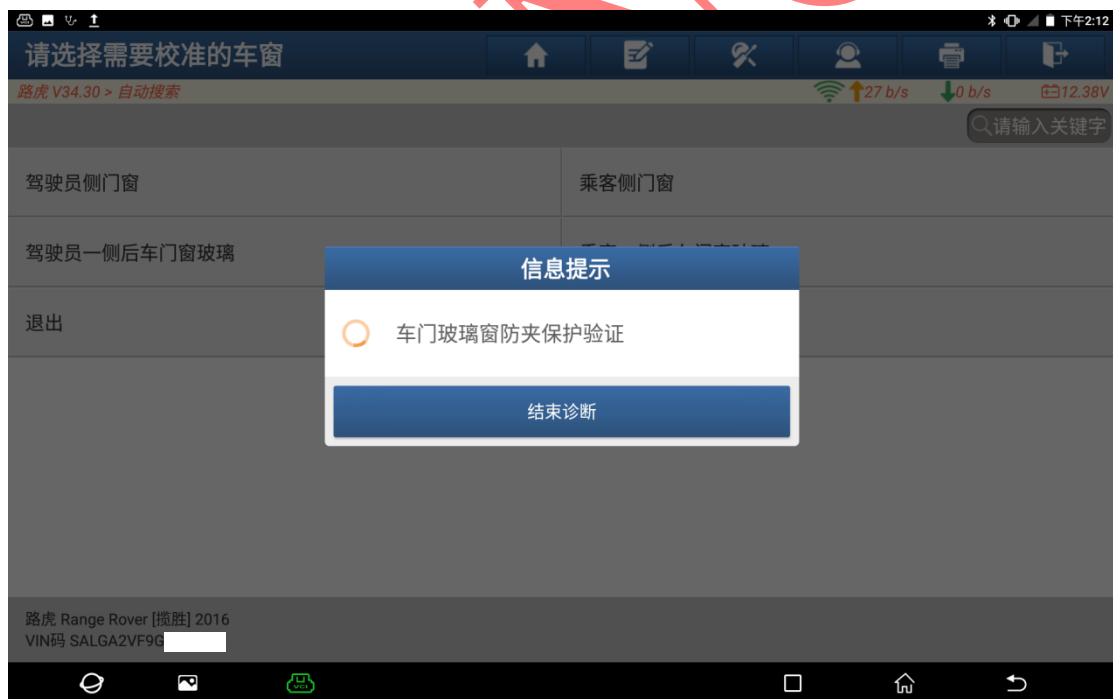 下午2:12
请选择需要校准的车窗
路虎 V34.30 > 自动搜索
27 b/s
0 b/s
12.38V
请输入关键字
驾驶员侧门窗
乘客侧门窗
驾驶员一侧后车门窗玻璃
退出
信息提示
车门玻璃窗防夹保护验证
结束诊断
路虎 Range Rover [揽胜] 2016
VIN码 SALGA2VF9G
VCI